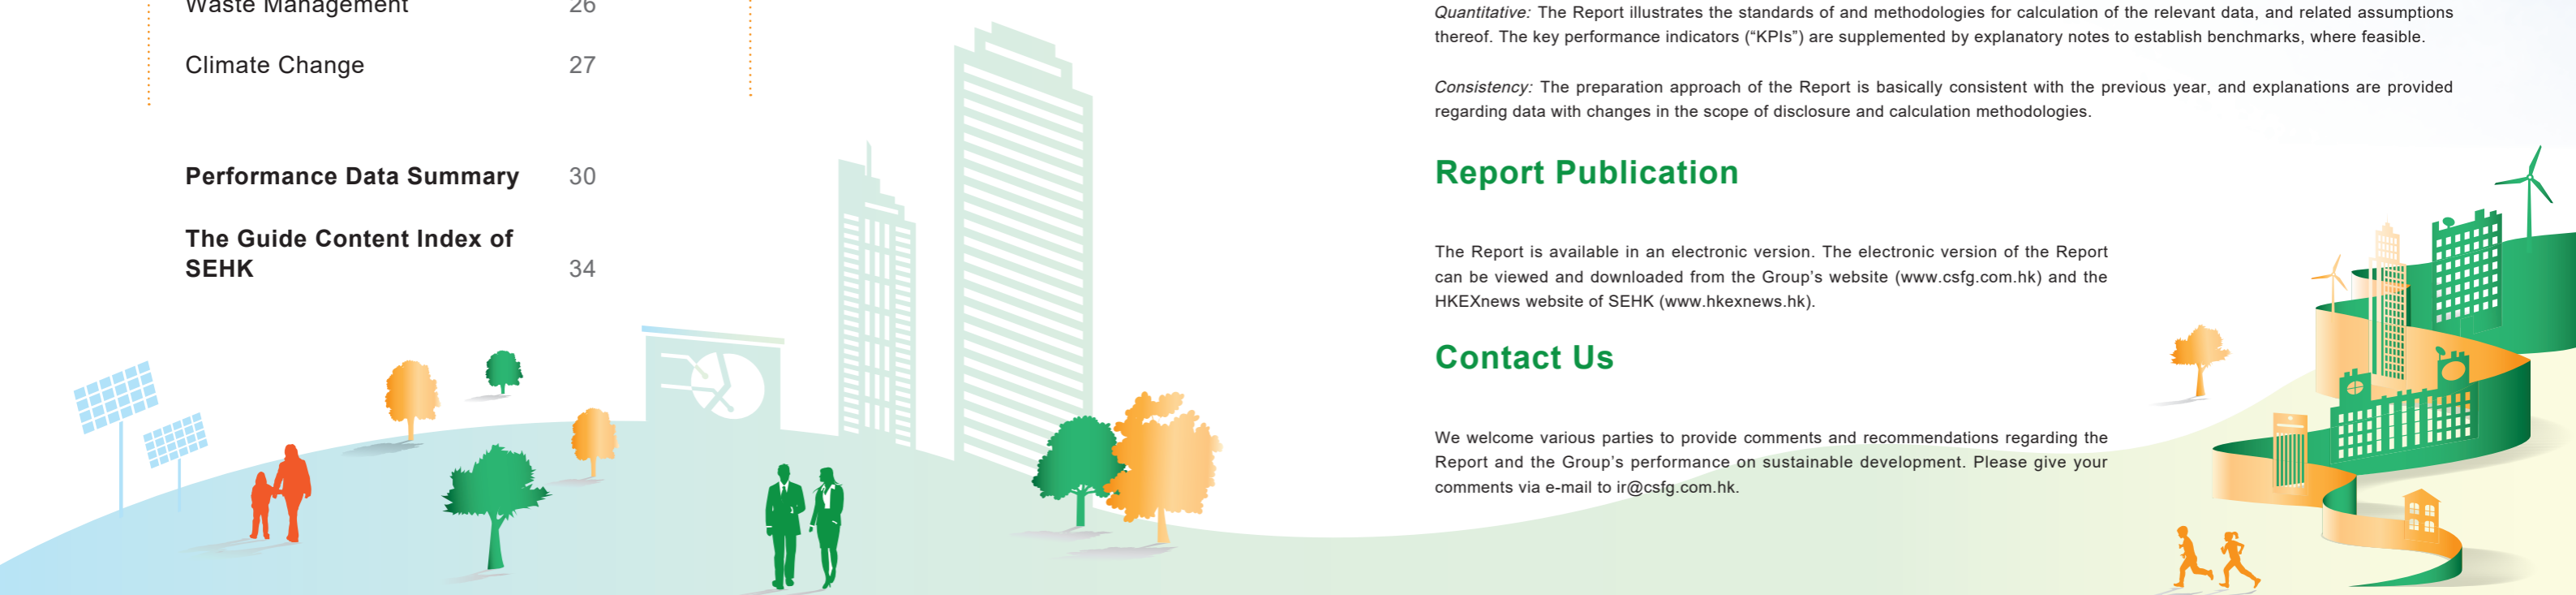 Waste Management 26
Climate Change 27
Performance Data Summary 30
The Guide Content Index of
SEHK 34
Quantitative: The Report illustrates the standards of and methodologies for calculation of the relevant data, and related assumptions
thereof. The key performance indicators (“KPIs”) are supplemented by explanatory notes to establish benchmarks, where feasible.
Consistency: The preparation approach of the Report is basically consistent with the previous year, and explanations are provided
regarding data with changes in the scope of disclosure and calculation methodologies.
Report Publication
The Report is available in an electronic version. The electronic version of the Report
can be viewed and downloaded from the Group’s website (www.csfg.com.hk) and the
HKEXnews website of SEHK (www.hkexnews.hk).
Contact Us
We welcome various parties to provide comments and recommendations regarding the
Report and the Group’s performance on sustainable development. Please give your
comments via e-mail to ir@csfg.com.hk.